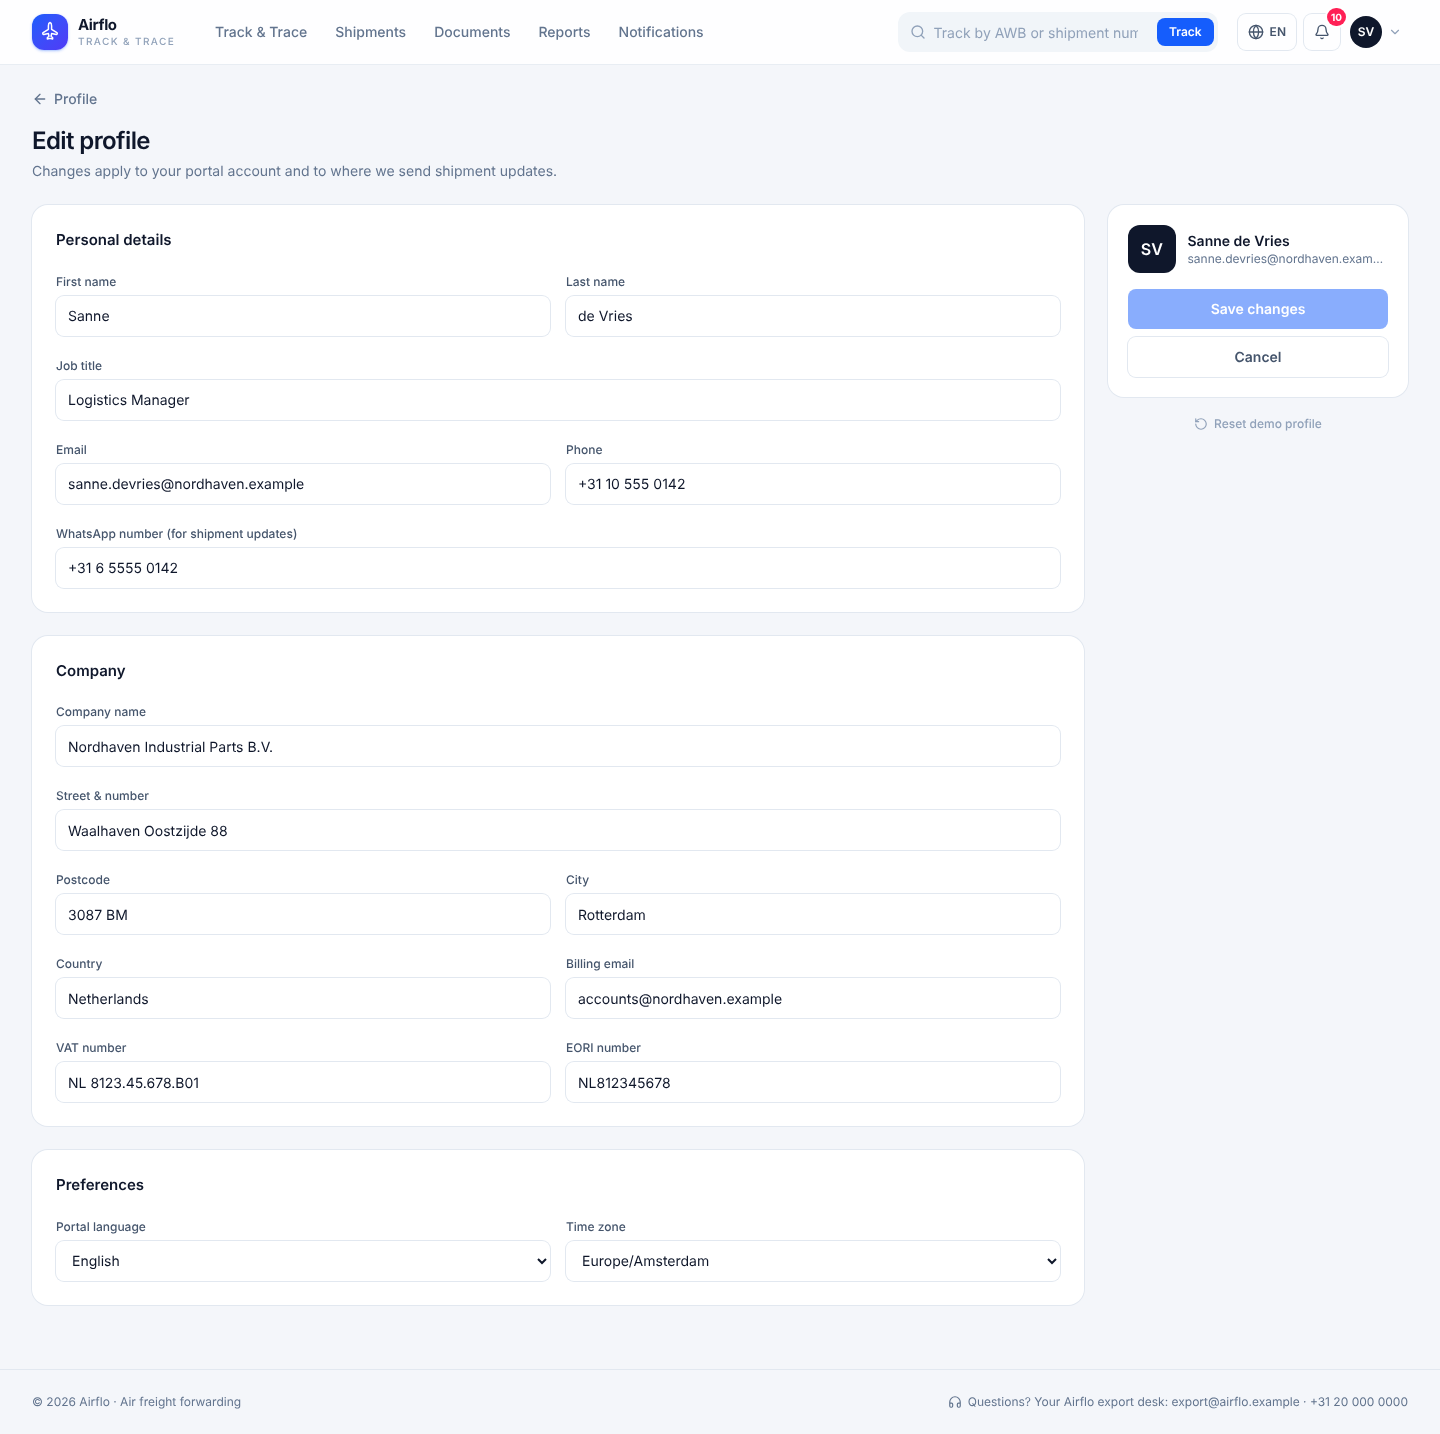 Airflo
TRACK & TRACE
Track & Trace
Shipments
Documents
Reports
Notifications
Track by AWB or shipment num
Track
EN
10
SV
Profile
Edit profile
Changes apply to your portal account and to where we send shipment updates.
Personal details
First name
Sanne
Last name
de Vries
Job title
Logistics Manager
Email
sanne.devries@nordhaven.example
Phone
+31 10 555 0142
WhatsApp number (for shipment updates)
+31 6 5555 0142
SV
Sanne de Vries
sanne.devries@nordhaven.exam...
Save changes
Cancel
Reset demo profile
Company
Company name
Nordhaven Industrial Parts B.V.
Street & number
Waalhaven Oostzijde 88
Postcode
3087 BM
City
Rotterdam
Country
Netherlands
Billing email
accounts@nordhaven.example
VAT number
NL 8123.45.678.B01
EORI number
NL812345678
Preferences
Portal language
English
Time zone
Europe/Amsterdam
© 2026 Airflo · Air freight forwarding
Questions? Your Airflo export desk: export@airflo.example · +31 20 000 0000